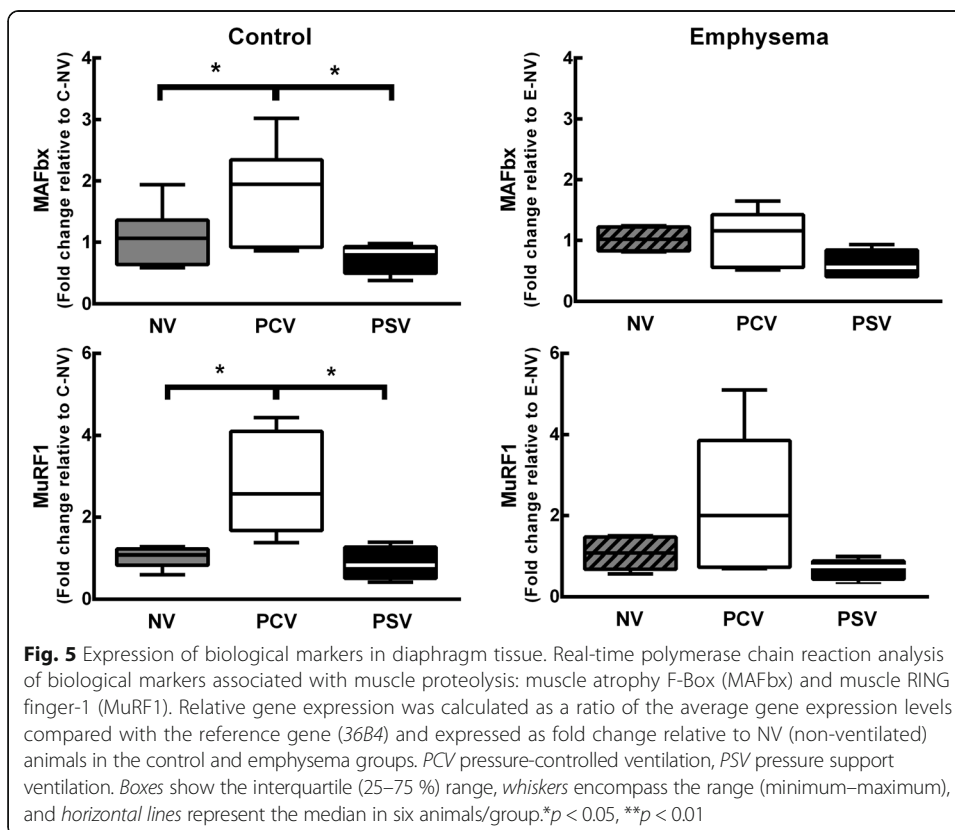 Control
Emphysema
MAFbx
(Fold change relative to C-NV)
4
3
2
1
0
*
*
NV
PCV
PSV
MAFbx
(Fold change relative to E-NV)
4
3
2
1
0
NV
PCV
PSV
MuRF1
(Fold change relative to C-NV)
6
4
2
0
*
*
NV
PCV
PSV
MuRF1
(Fold change relative to E-NV)
6
4
2
0
NV
PCV
PSV
Fig. 5 Expression of biological markers in diaphragm tissue. Real-time polymerase chain reaction analysis
of biological markers associated with muscle proteolysis: muscle atrophy F-Box (MAFbx) and muscle RING
finger-1 (MuRF1). Relative gene expression was calculated as a ratio of the average gene expression levels
compared with the reference gene (36B4) and expressed as fold change relative to NV (non-ventilated)
animals in the control and emphysema groups. PCV pressure-controlled ventilation, PSV pressure support
ventilation. Boxes show the interquartile (25–75 %) range, whiskers encompass the range (minimum–maximum),
and horizontal lines represent the median in six animals/group.*p < 0.05, **p < 0.01